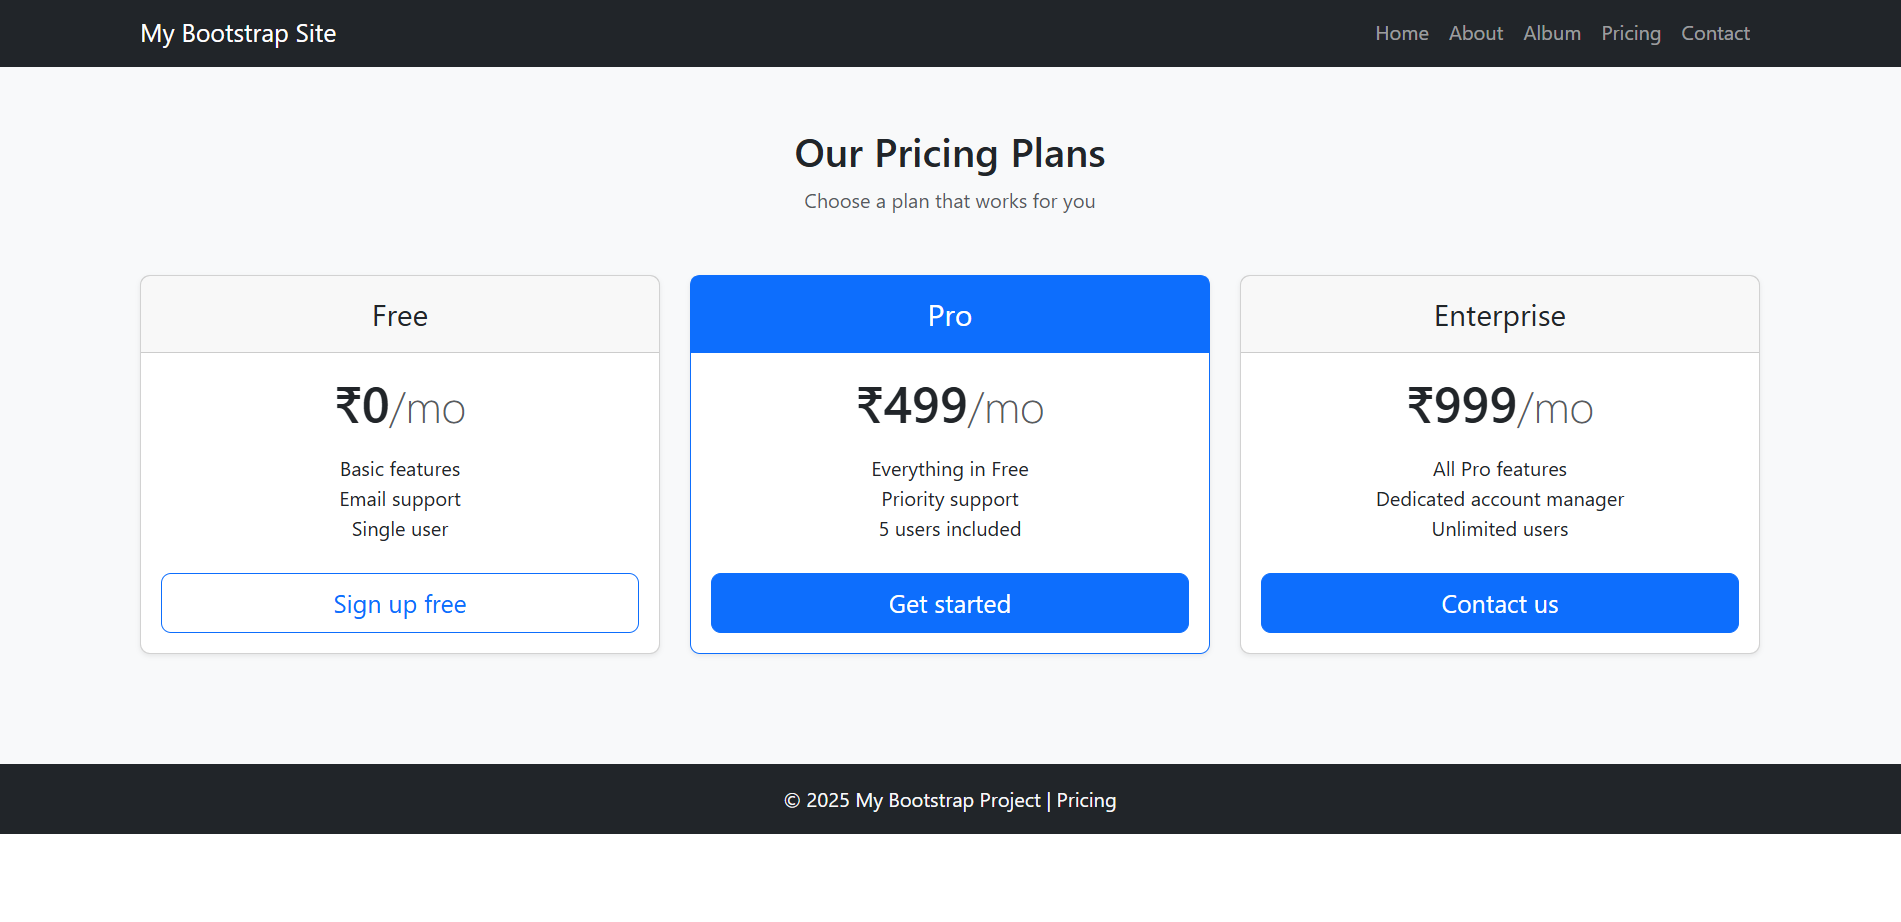 My Bootstrap Site
Home About Album Pricing Contact
Our Pricing Plans
Choose a plan that works for you
Free
₹0/mo
Basic features
Email support
Single user
Sign up free
Pro
₹499/mo
Everything in Free
Priority support
5 users included
Get started
Enterprise
₹999/mo
All Pro features
Dedicated account manager
Unlimited users
Contact us
© 2025 My Bootstrap Project | Pricing